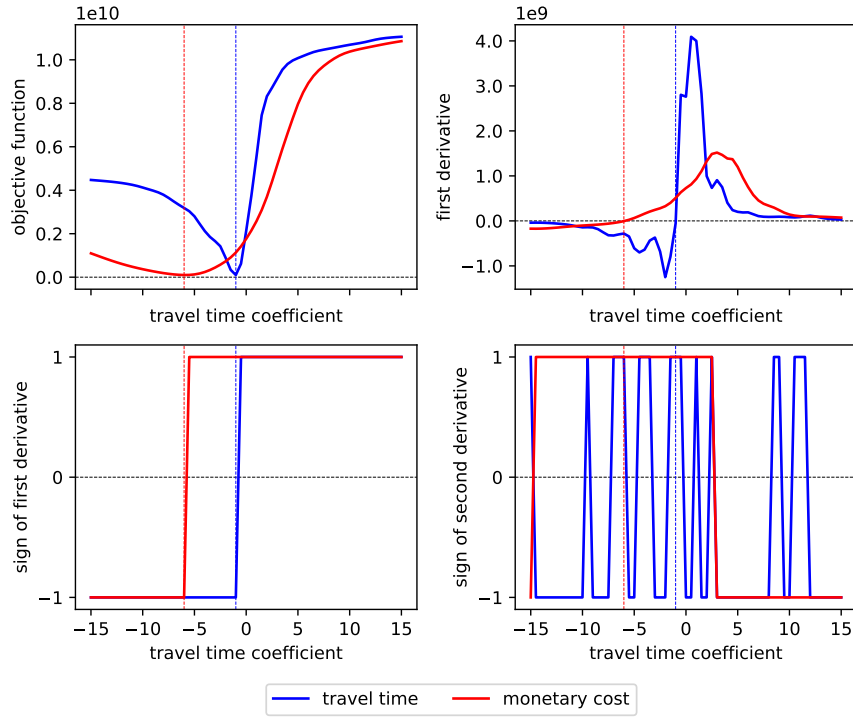 1e10
1e9
objective function
1.0
0.8
0.6
0.4
0.2
0.0
travel time coefficient
first derivative
4.0
3.0
2.0
1.0
0.0
−1.0
travel time coefficient
sign of first derivative
1
0
−1
−15 −10 −5 0 5 10 15
travel time coefficient
sign of second derivative
1
0
−1
−15 −10 −5 0 5 10 15
travel time coefficient
travel time
monetary cost